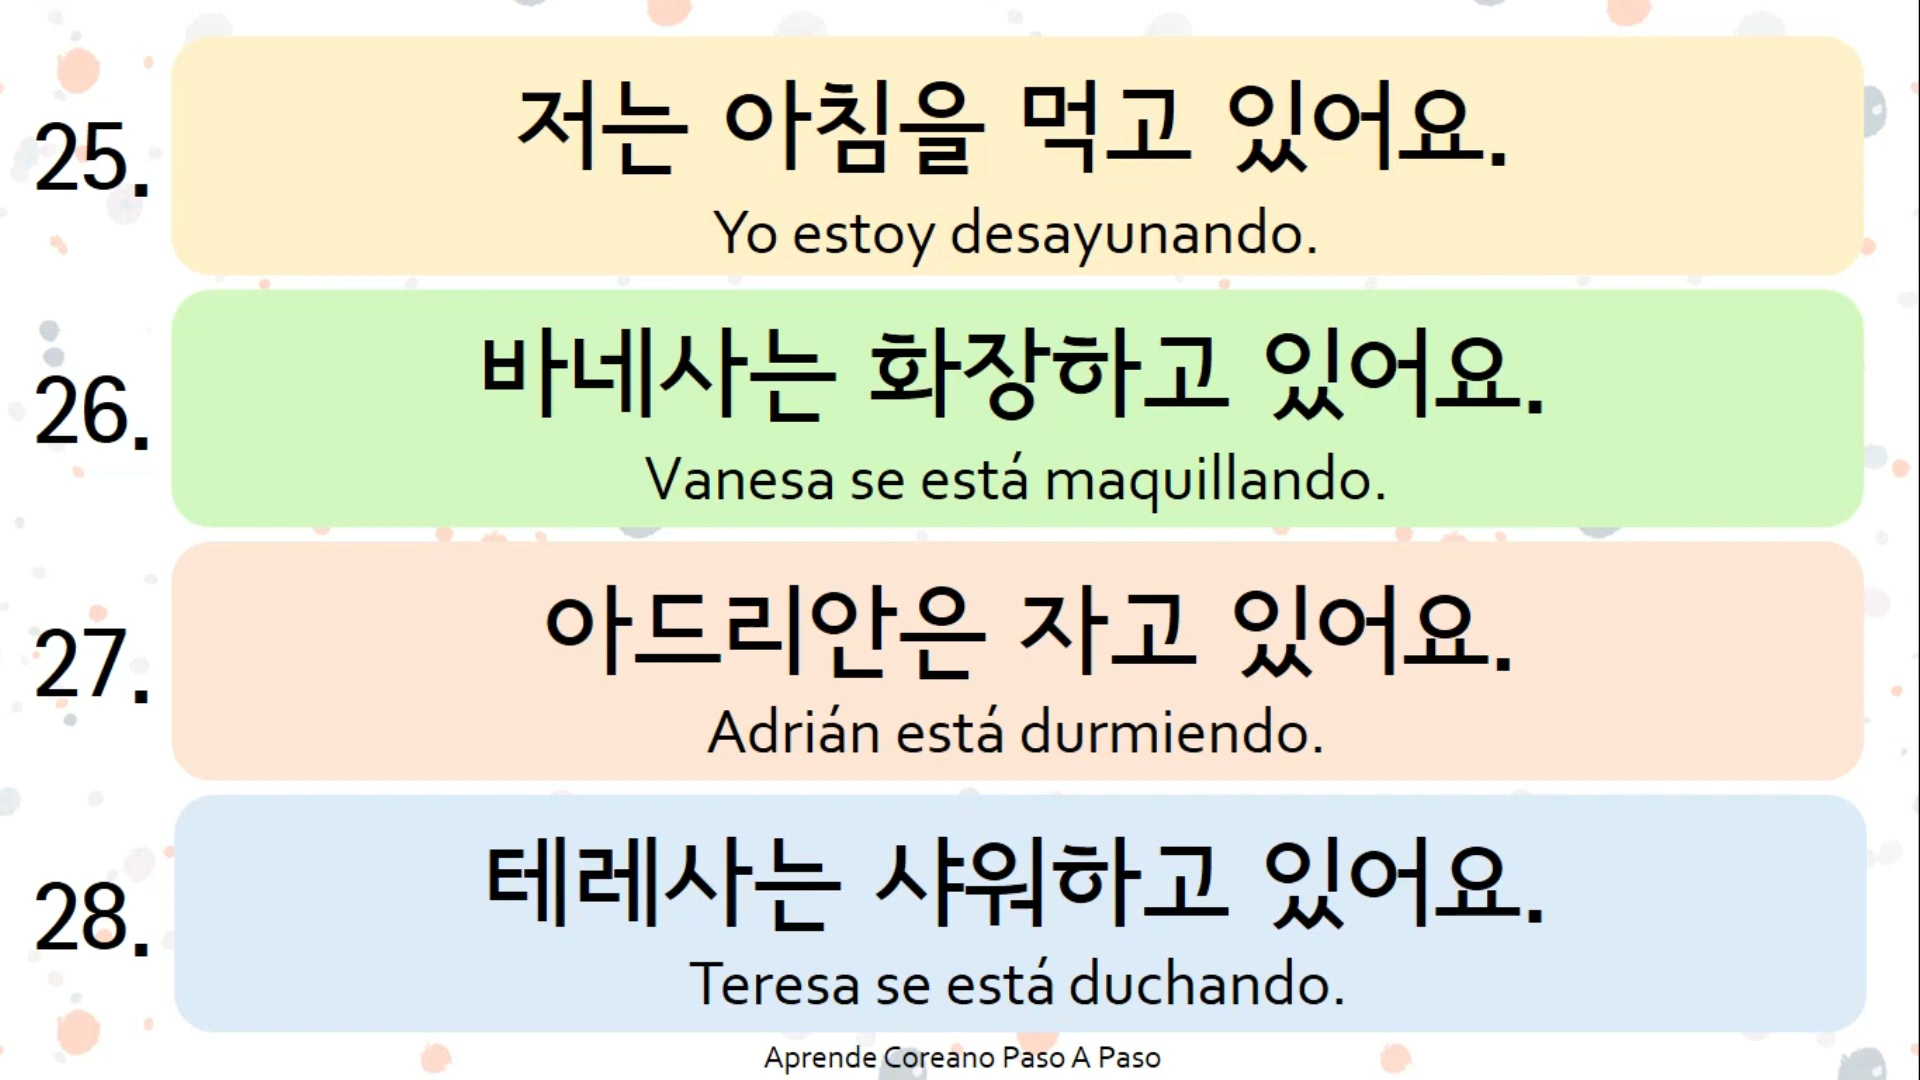 25.
저는 아침을 먹고 있어요.
Yo estoy desayunando.
26.
바네사는 화장하고 있어요.
Vanesa se está maquillando.
27.
아드리안은 자고 있어요.
Adrián está durmiendo.
28.
테레사는 샤워하고 있어요.
Teresa se está duchando.
Aprende Coreano Paso A Paso